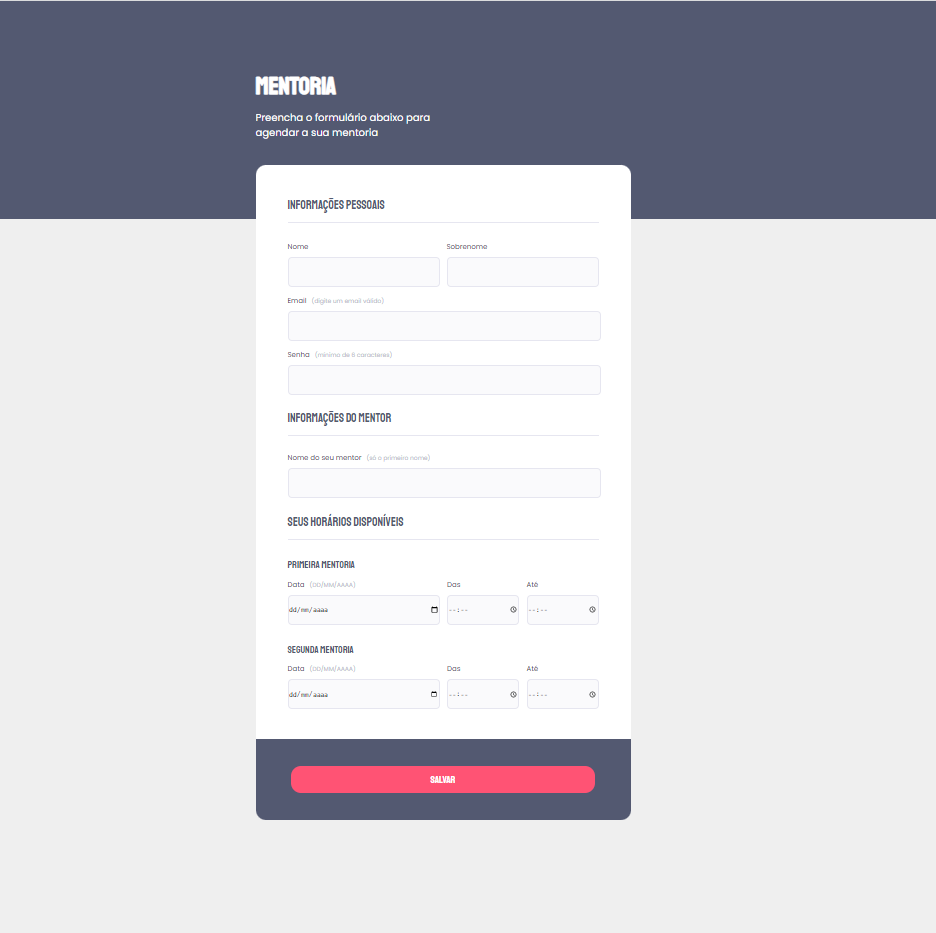 MENTORIA
Preencha o formulário abaixo para
agendar a sua mentoria
INFORMAÇÕES PESSOAIS
Nome Sobrenome
Email (digite um email válido)
Senha (mínimo de 6 caracteres)
INFORMAÇÕES DO MENTOR
Nome do seu mentor (só o primeiro nome)
SEUS HORÁRIOS DISPONÍVEIS
PRIMEIRA MENTORIA
Data (DD/MM/AAAA) Das Até
dd/mm/aaaa --:-- --:--
SEGUNDA MENTORIA
Data (DD/MM/AAAA) Das Até
dd/mm/aaaa --:-- --:--
SALVAR